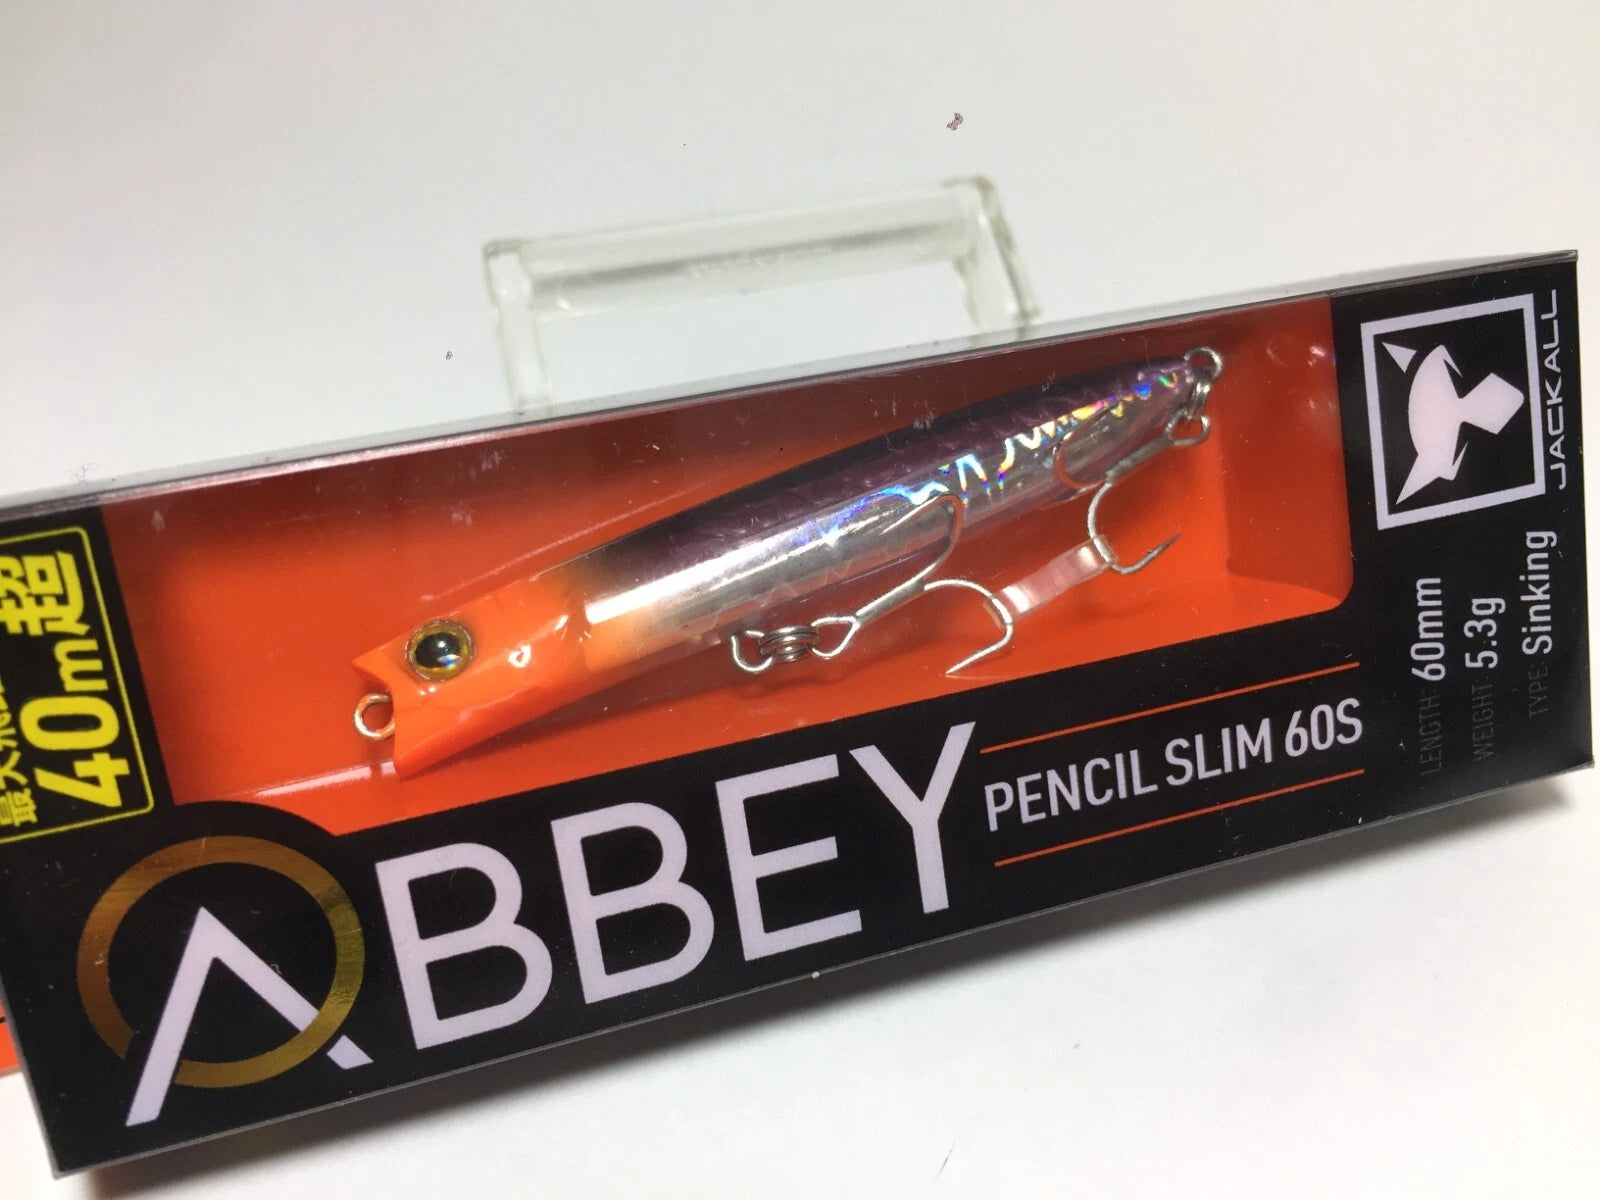 40m超
ABBEY
PENCIL SLIM 60S
LENGTH: 60mm
WEIGHT: 5.3g
TYPE: Sinking
JACKALL